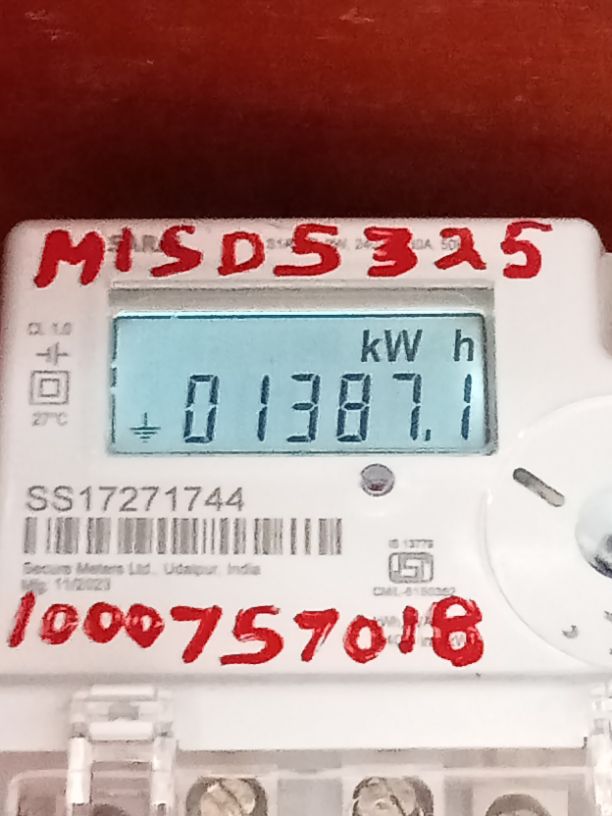 MISD5325
CL 1.0
kW h
01387.1
27°C
SS17271744
IS 13779
Secure Meters Ltd., Udaipur, India
Mfg. 11/2023
1000757018